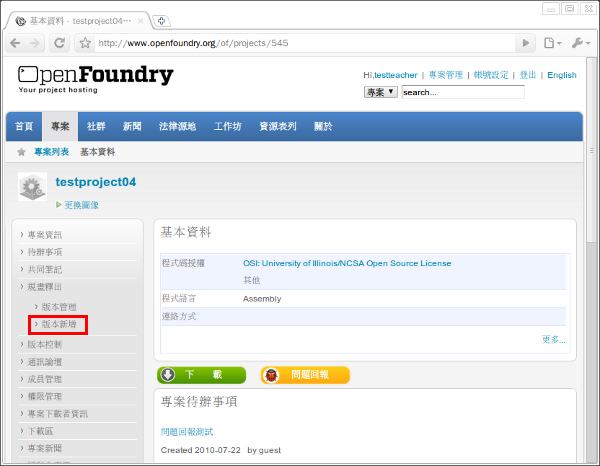 基本資料 - testproject04…
http://www.openfoundry.org/of/projects/545
OpenFoundry
Your project hosting
Hi,testteacher | 專案管理 | 帳號設定 | 登出 | English
專案 search...
首頁 專案 社群 新聞 法律源地 工作坊 資源表列 關於
專案列表 基本資料
testproject04
更換圖像
專案資訊
待辦事項
共同筆記
規畫釋出
版本管理
版本新增
版本控制
通訊論壇
成員管理
權限管理
專案下載者資訊
下載區
專案新聞
基本資料
程式碼授權 OSI: University of Illinois/NCSA Open Source License
其他
程式語言 Assembly
連絡方式
更多...
下 載 問題回報
專案待辦事項
問題回報測試
Created 2010-07-22 by guest